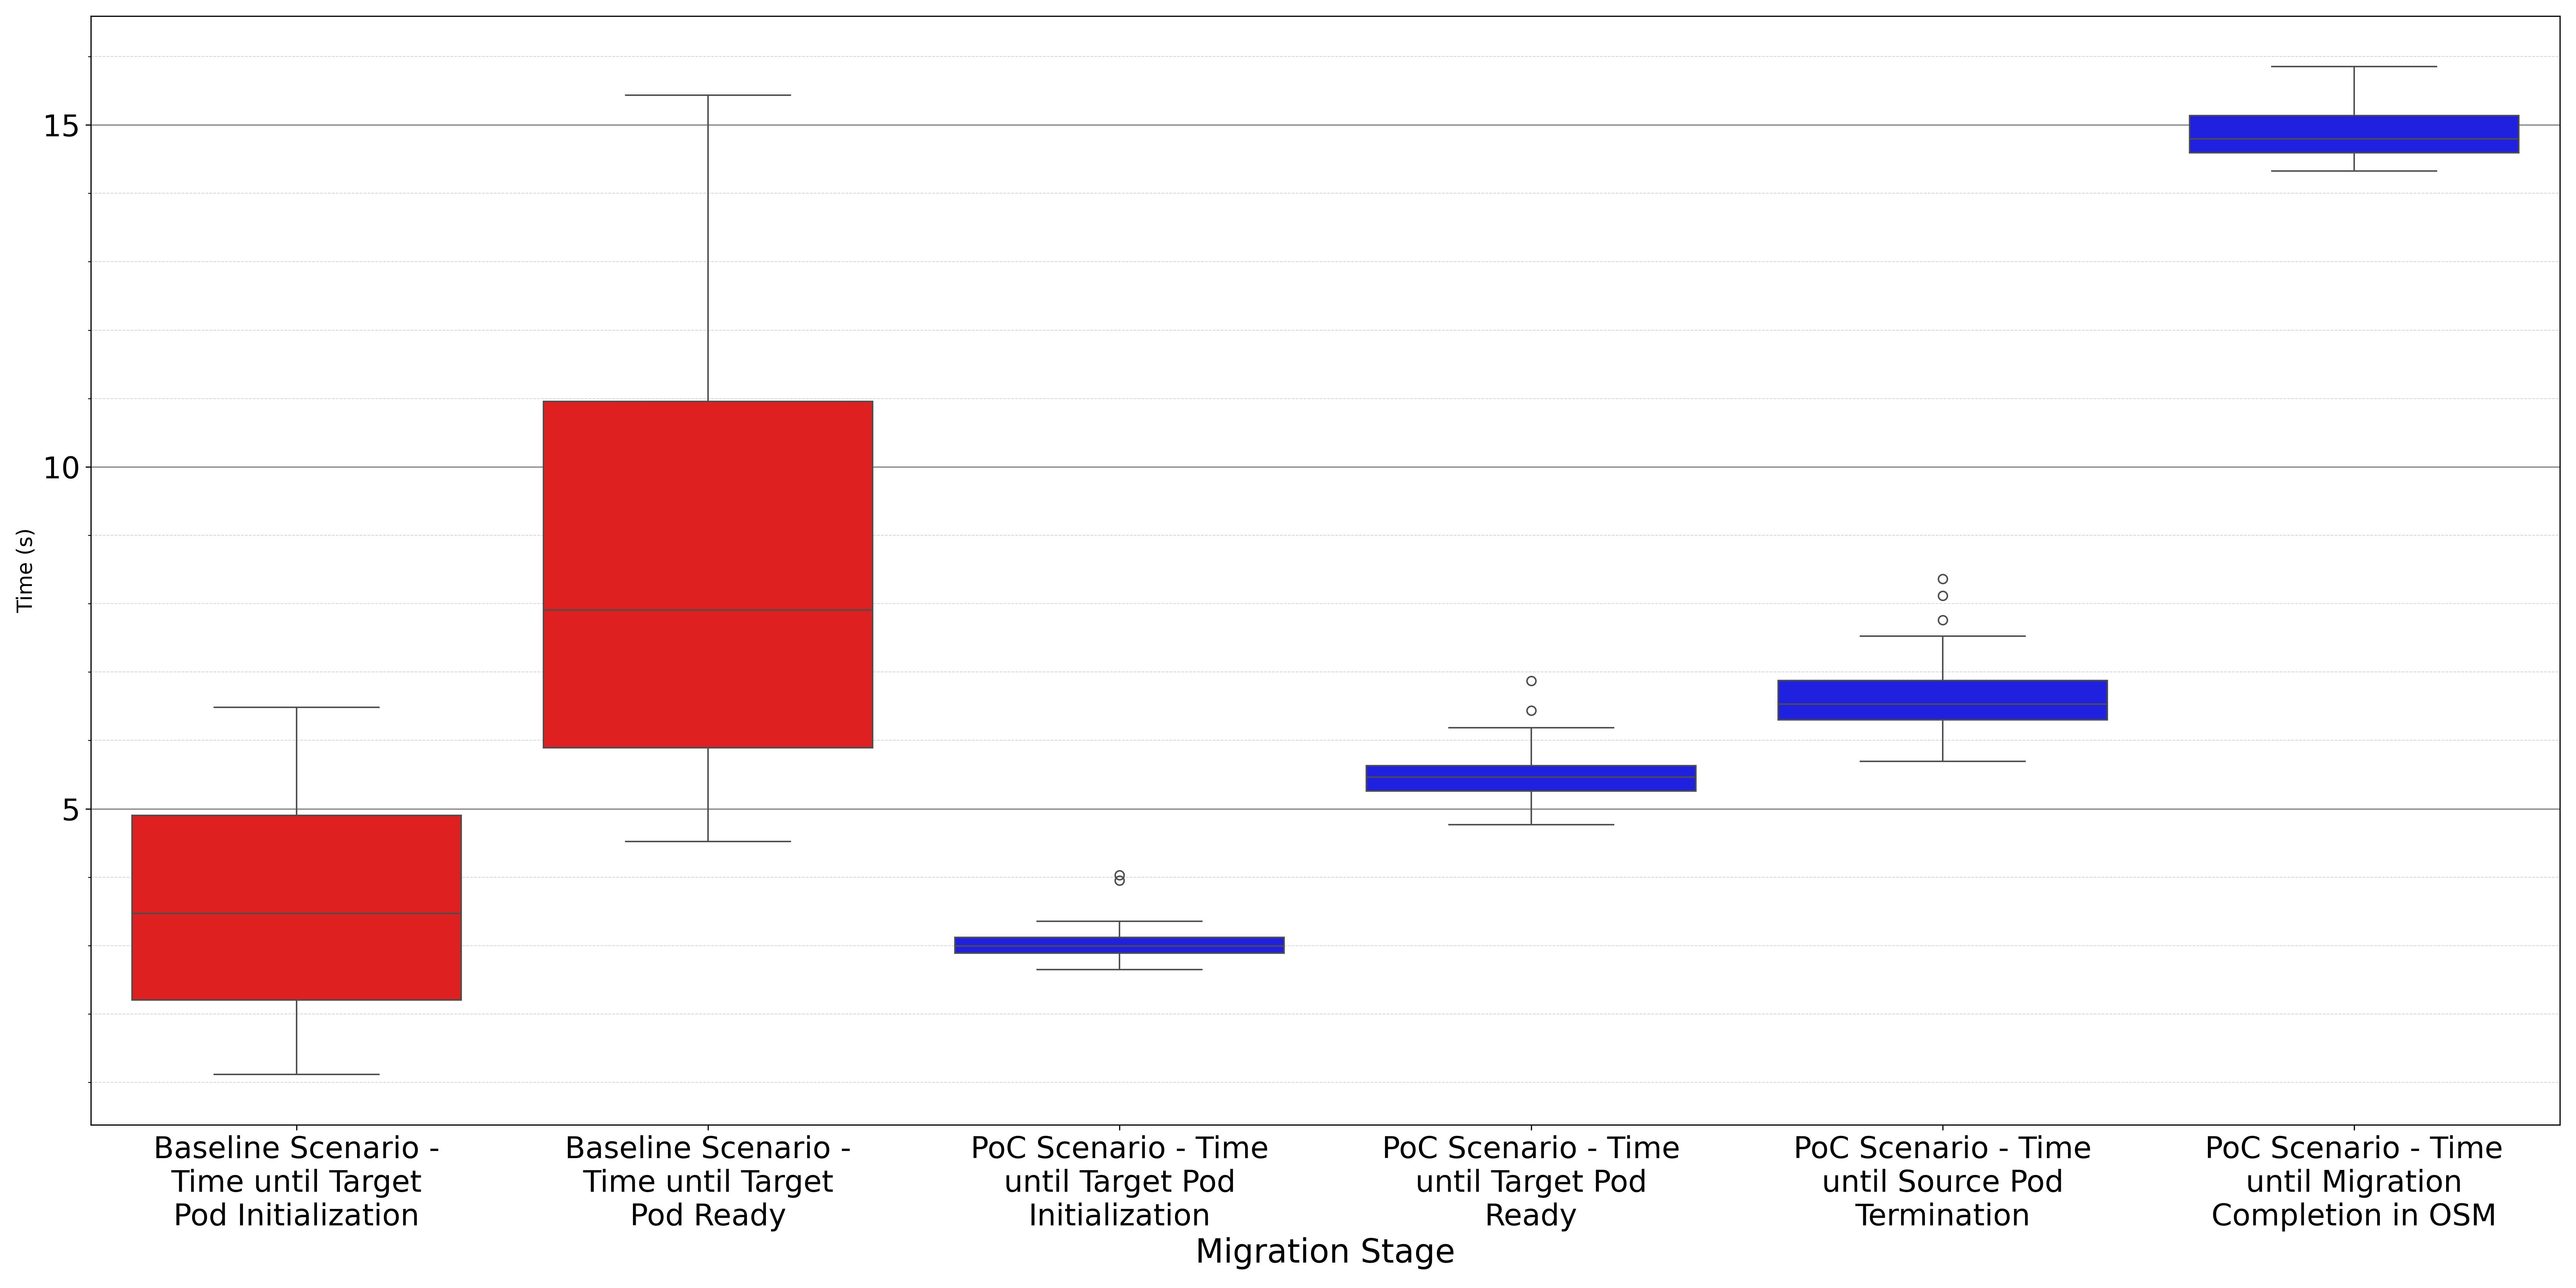 15
10
5
Time (s)
Baseline Scenario -
Time until Target
Pod Initialization
Baseline Scenario -
Time until Target
Pod Ready
PoC Scenario - Time
until Target Pod
Initialization
PoC Scenario - Time
until Target Pod
Ready
PoC Scenario - Time
until Source Pod
Termination
PoC Scenario - Time
until Migration
Completion in OSM
Migration Stage